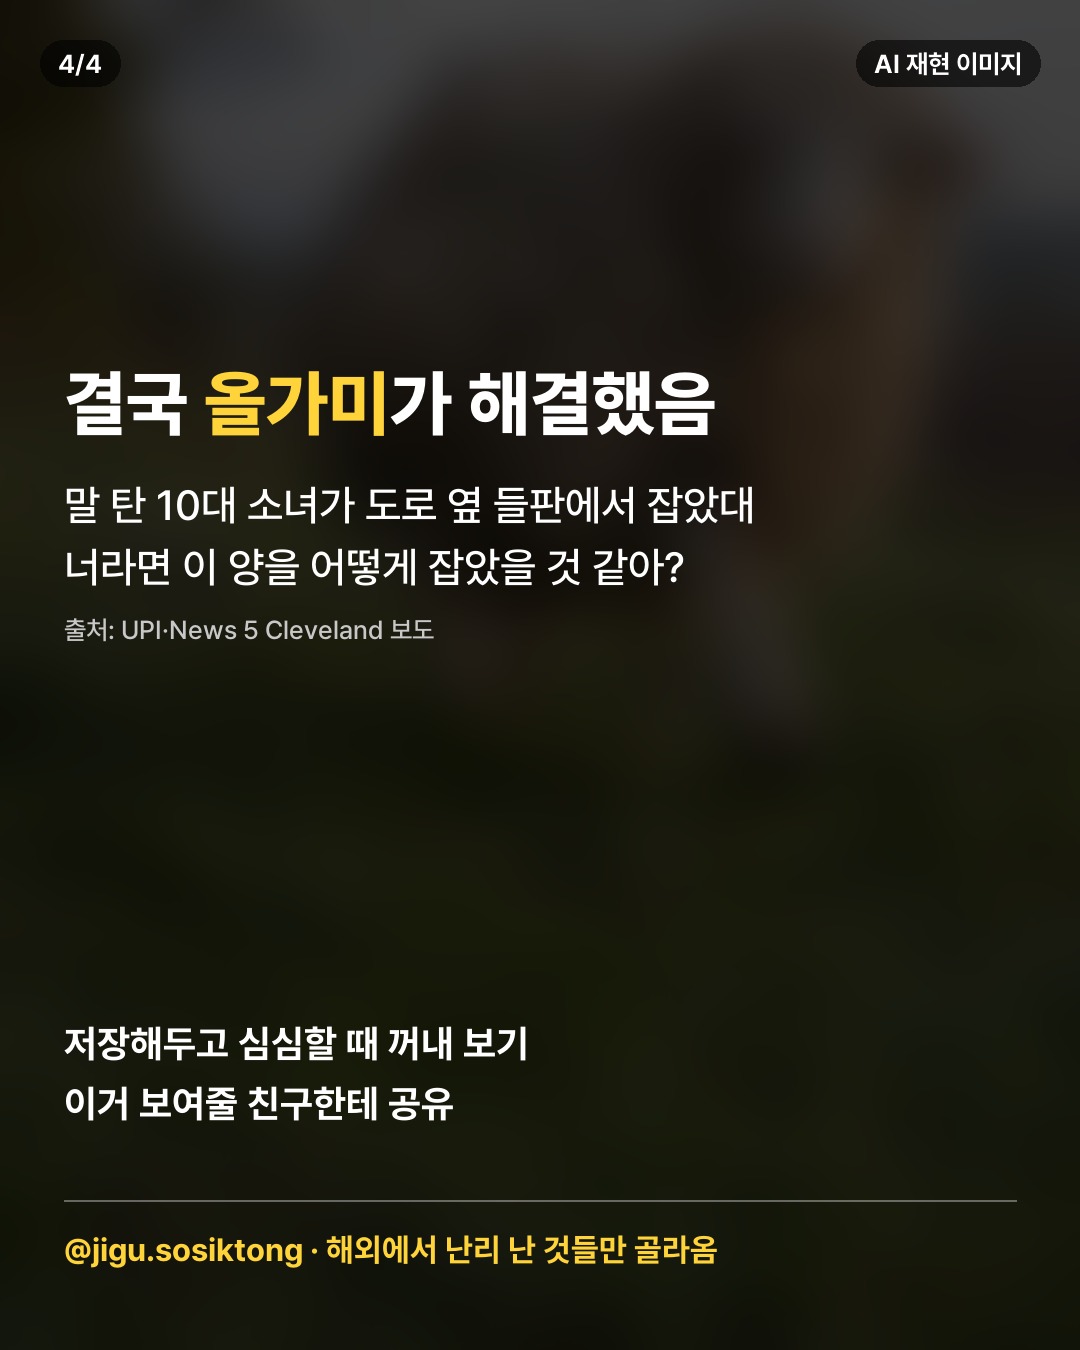 4/4
AI 재현 이미지
결국 올가미가 해결했음
말 탄 10대 소녀가 도로 옆 들판에서 잡았대
너라면 이 양을 어떻게 잡았을 것 같아?
출처: UPI·News 5 Cleveland 보도
저장해두고 심심할 때 꺼내 보기
이거 보여줄 친구한테 공유
@jigu.sosiktong · 해외에서 난리 난 것들만 골라옴